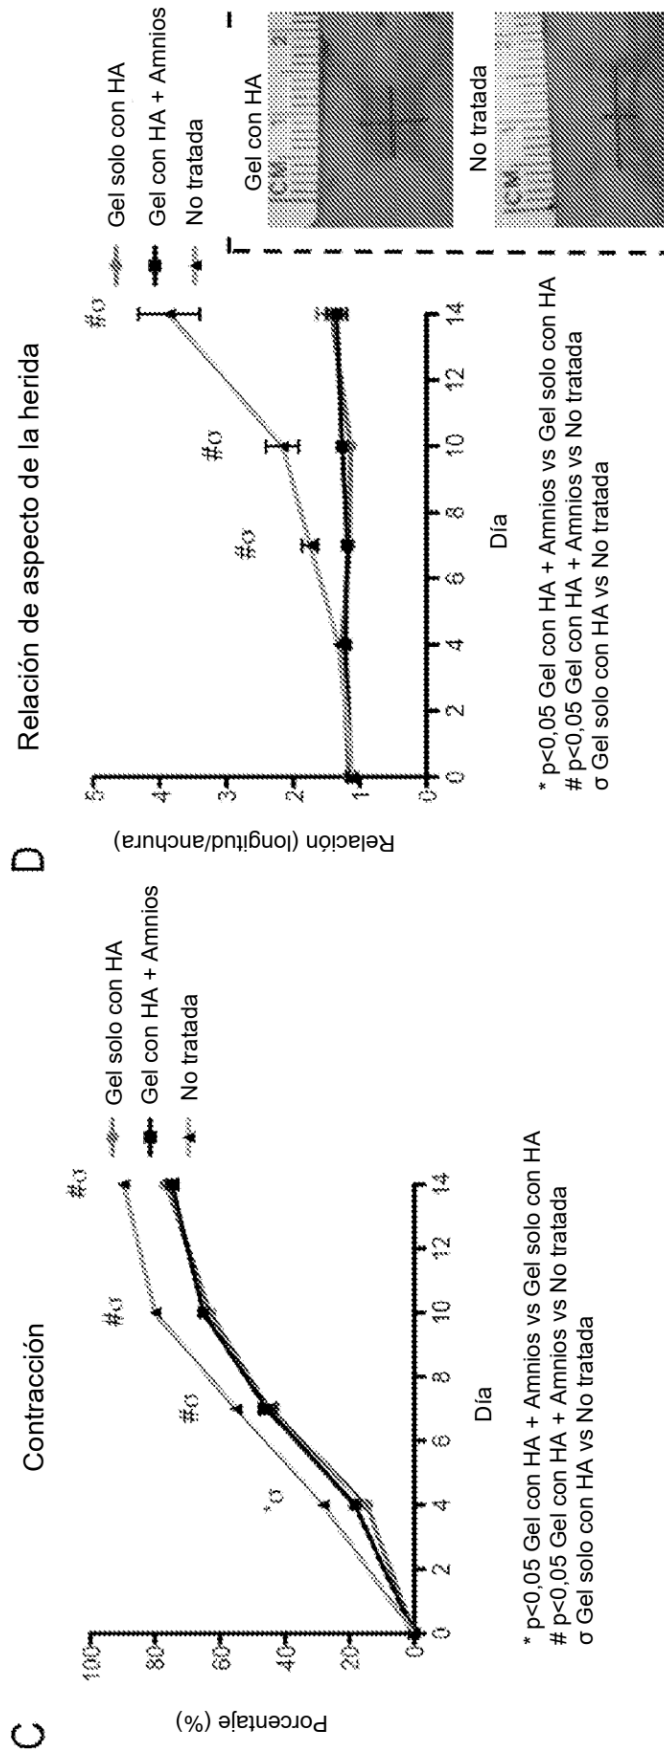 C
Contracción
Porcentaje (%)
100
80
60
40
20
0
0
2
4
6
8
10
12
14
Día
*σ
#σ
#σ
#σ
Gel solo con HA
Gel con HA + Amnios
No tratada
* p<0,05 Gel con HA + Amnios vs Gel solo con HA
# p<0,05 Gel con HA + Amnios vs No tratada
σ Gel solo con HA vs No tratada
D
Relación de aspecto de la herida
Relación (longitud/anchura)
5
4
3
2
1
0
0
2
4
6
8
10
12
14
Día
#σ
#σ
#σ
Gel solo con HA
Gel con HA + Amnios
No tratada
* p<0,05 Gel con HA + Amnios vs Gel solo con HA
# p<0,05 Gel con HA + Amnios vs No tratada
σ Gel solo con HA vs No tratada
Gel con HA
CM
1
2
No tratada
CM
1